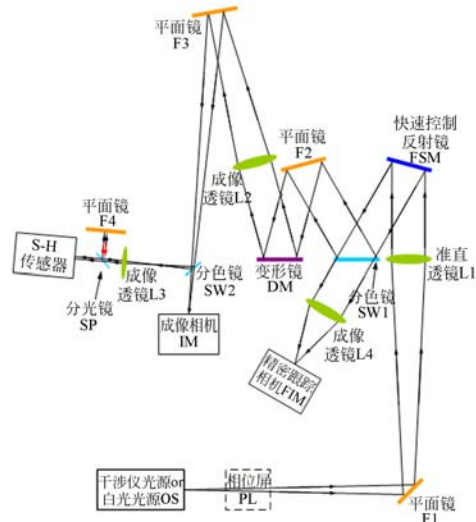 平面镜
F3
快速控制
反射镜
FSM
平面镜
F2
成像
透镜L2
平面镜
F4
S-H
传感器
成像
透镜L3
分光镜
SP
分色镜
SW2
变形镜
DM
分色镜
SW1
准直
透镜L1
成像相机
IM
成像
透镜L4
精密跟踪
相机FIM
干涉仪光源or
白光光源OS
相位屏
PL
平面镜
F1